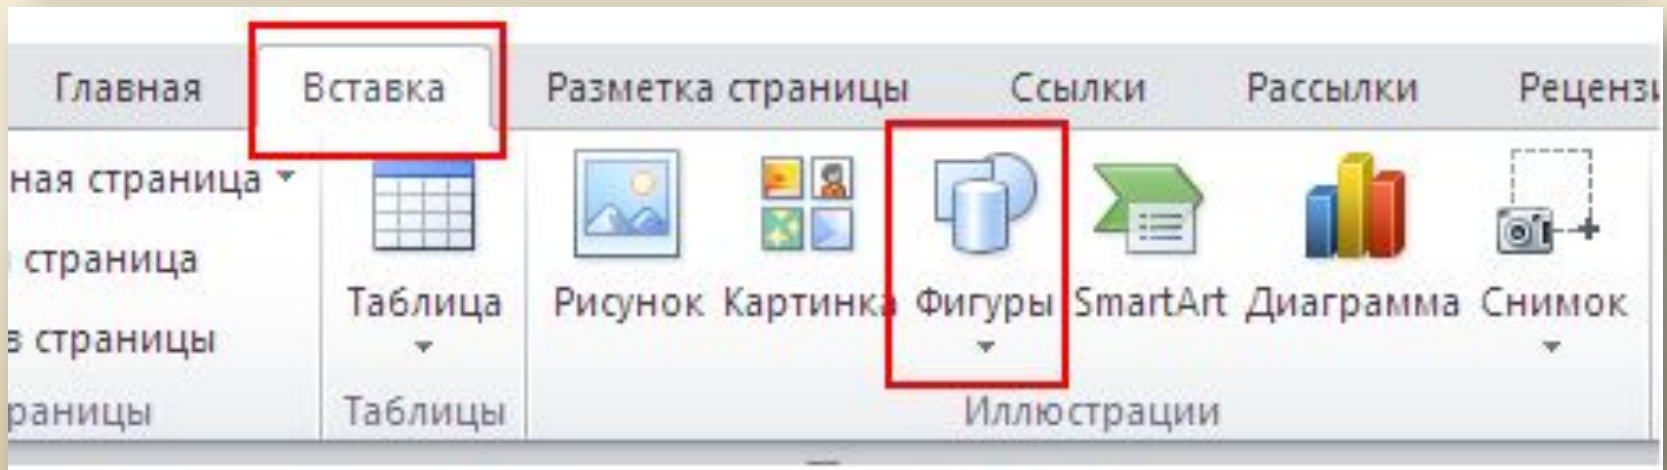 Главная Вставка Разметка страницы Ссылки Рассылки
ная страница
страница
Таблица Рисунок Картинка Фигуры SmartArt Диаграмма Снимок
в страницы
раницы Таблицы Иллюстрации